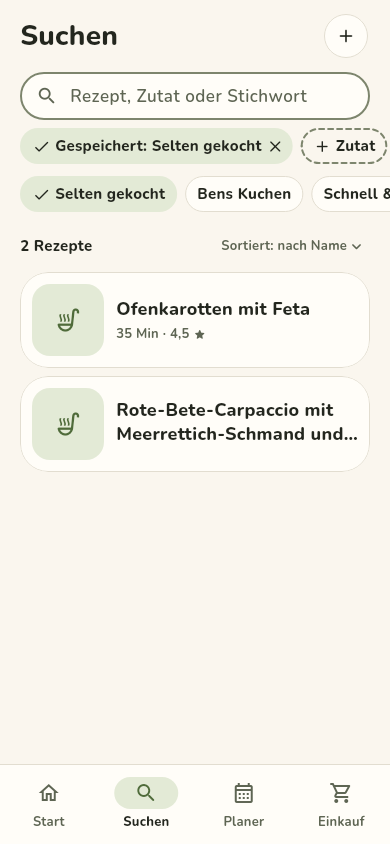 Suchen
Rezept, Zutat oder Stichwort
Gespeichert: Selten gekocht
Zutat
Selten gekocht
Bens Kuchen
Schnell &
2 Rezepte
Sortiert: nach Name
Ofenkarotten mit Feta
35 Min · 4,5 ★
Rote-Bete-Carpaccio mit
Meerrettich-Schmand und...
Start
Suchen
Planer
Einkauf